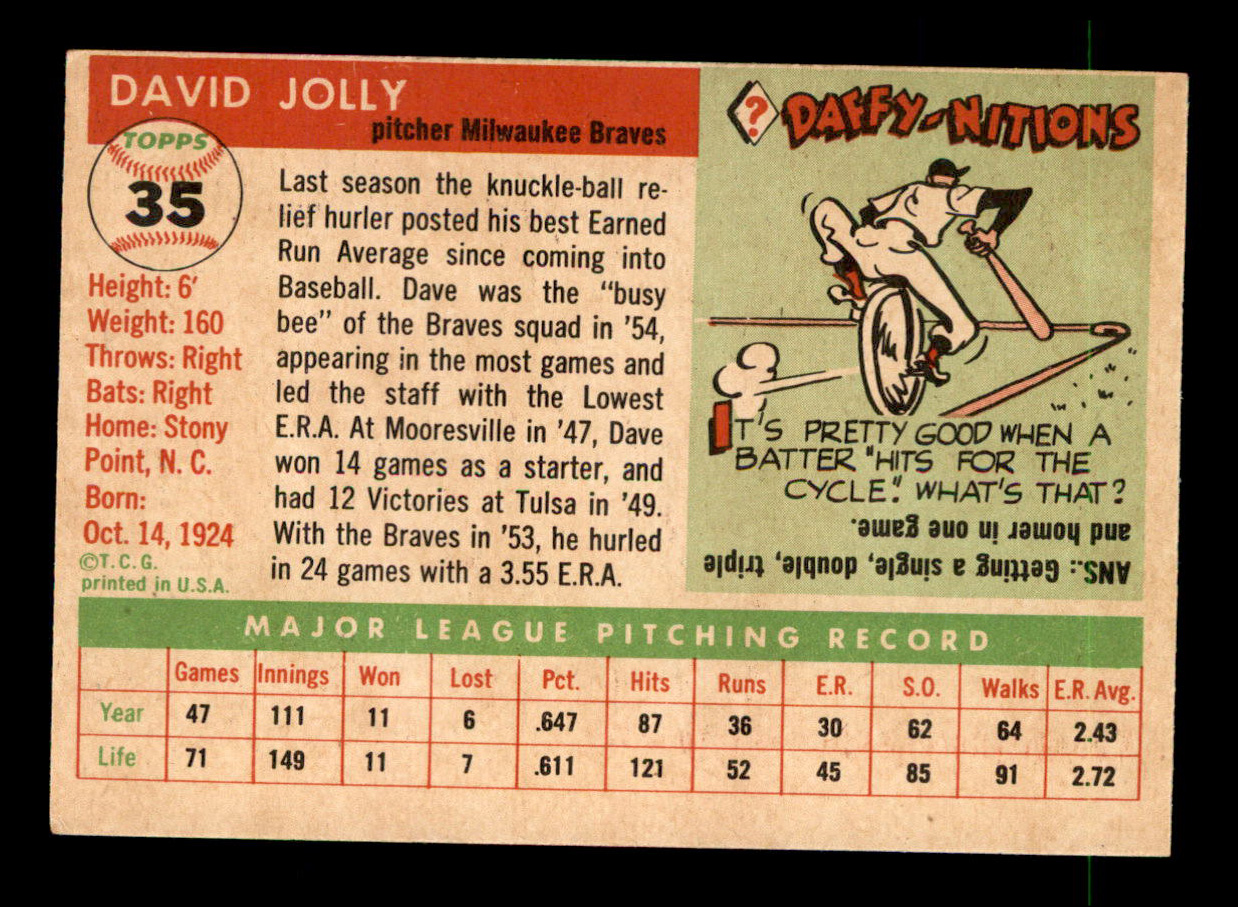 DAVID JOLLY
pitcher Milwaukee Braves
TOPPS
35
Height: 6'
Weight: 160
Throws: Right
Bats: Right
Home: Stony
Point, N. C.
Born:
Oct. 14, 1924
©T. C. G.
printed in U.S.A.
Last season the knuckle-ball re-
lief hurler posted his best Earned
Run Average since coming into
Baseball. Dave was the "busy
bee" of the Braves squad in '54,
appearing in the most games and
led the staff with the Lowest
E.R.A. At Mooresville in '47, Dave
won 14 games as a starter, and
had 12 Victories at Tulsa in '49.
With the Braves in '53, he hurled
in 24 games with a 3.55 E.R.A.
? DAFFY-NITIONS
IT'S PRETTY GOOD WHEN A
BATTER "HITS FOR THE
CYCLE". WHAT'S THAT?
ANS.: Getting a single, double, triple
and homer in one game.
MAJOR LEAGUE PITCHING RECORD
Games Innings Won Lost Pct. Hits Runs E.R. S.O. Walks E.R. Avg.
Year 47 111 11 6 .647 87 36 30 62 64 2.43
Life 71 149 11 7 .611 121 52 45 85 91 2.72